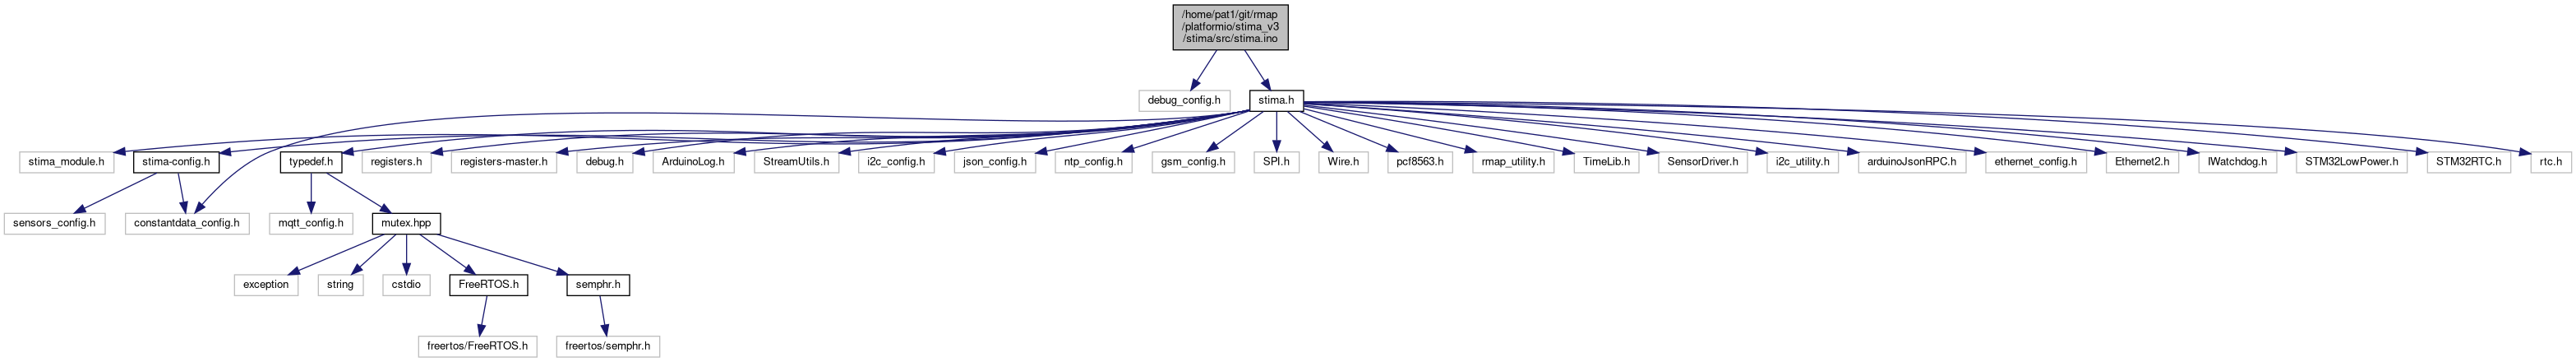 /home/pat1/git/rmap
/platformio/stima_v3
/stima/src/stima.ino
debug_config.h
stima.h
stima_module.h
stima-config.h
typedef.h
registers.h
registers-master.h
debug.h
ArduinoLog.h
StreamUtils.h
i2c_config.h
json_config.h
ntp_config.h
gsm_config.h
SPI.h
Wire.h
pcf8563.h
rmap_utility.h
TimeLib.h
SensorDriver.h
i2c_utility.h
arduinoJsonRPC.h
ethernet_config.h
Ethernet2.h
IWatchdog.h
STM32LowPower.h
STM32RTC.h
rtc.h
sensors_config.h
constantdata_config.h
mqtt_config.h
mutex.hpp
exception
string
cstdio
FreeRTOS.h
semphr.h
freertos/FreeRTOS.h
freertos/semphr.h